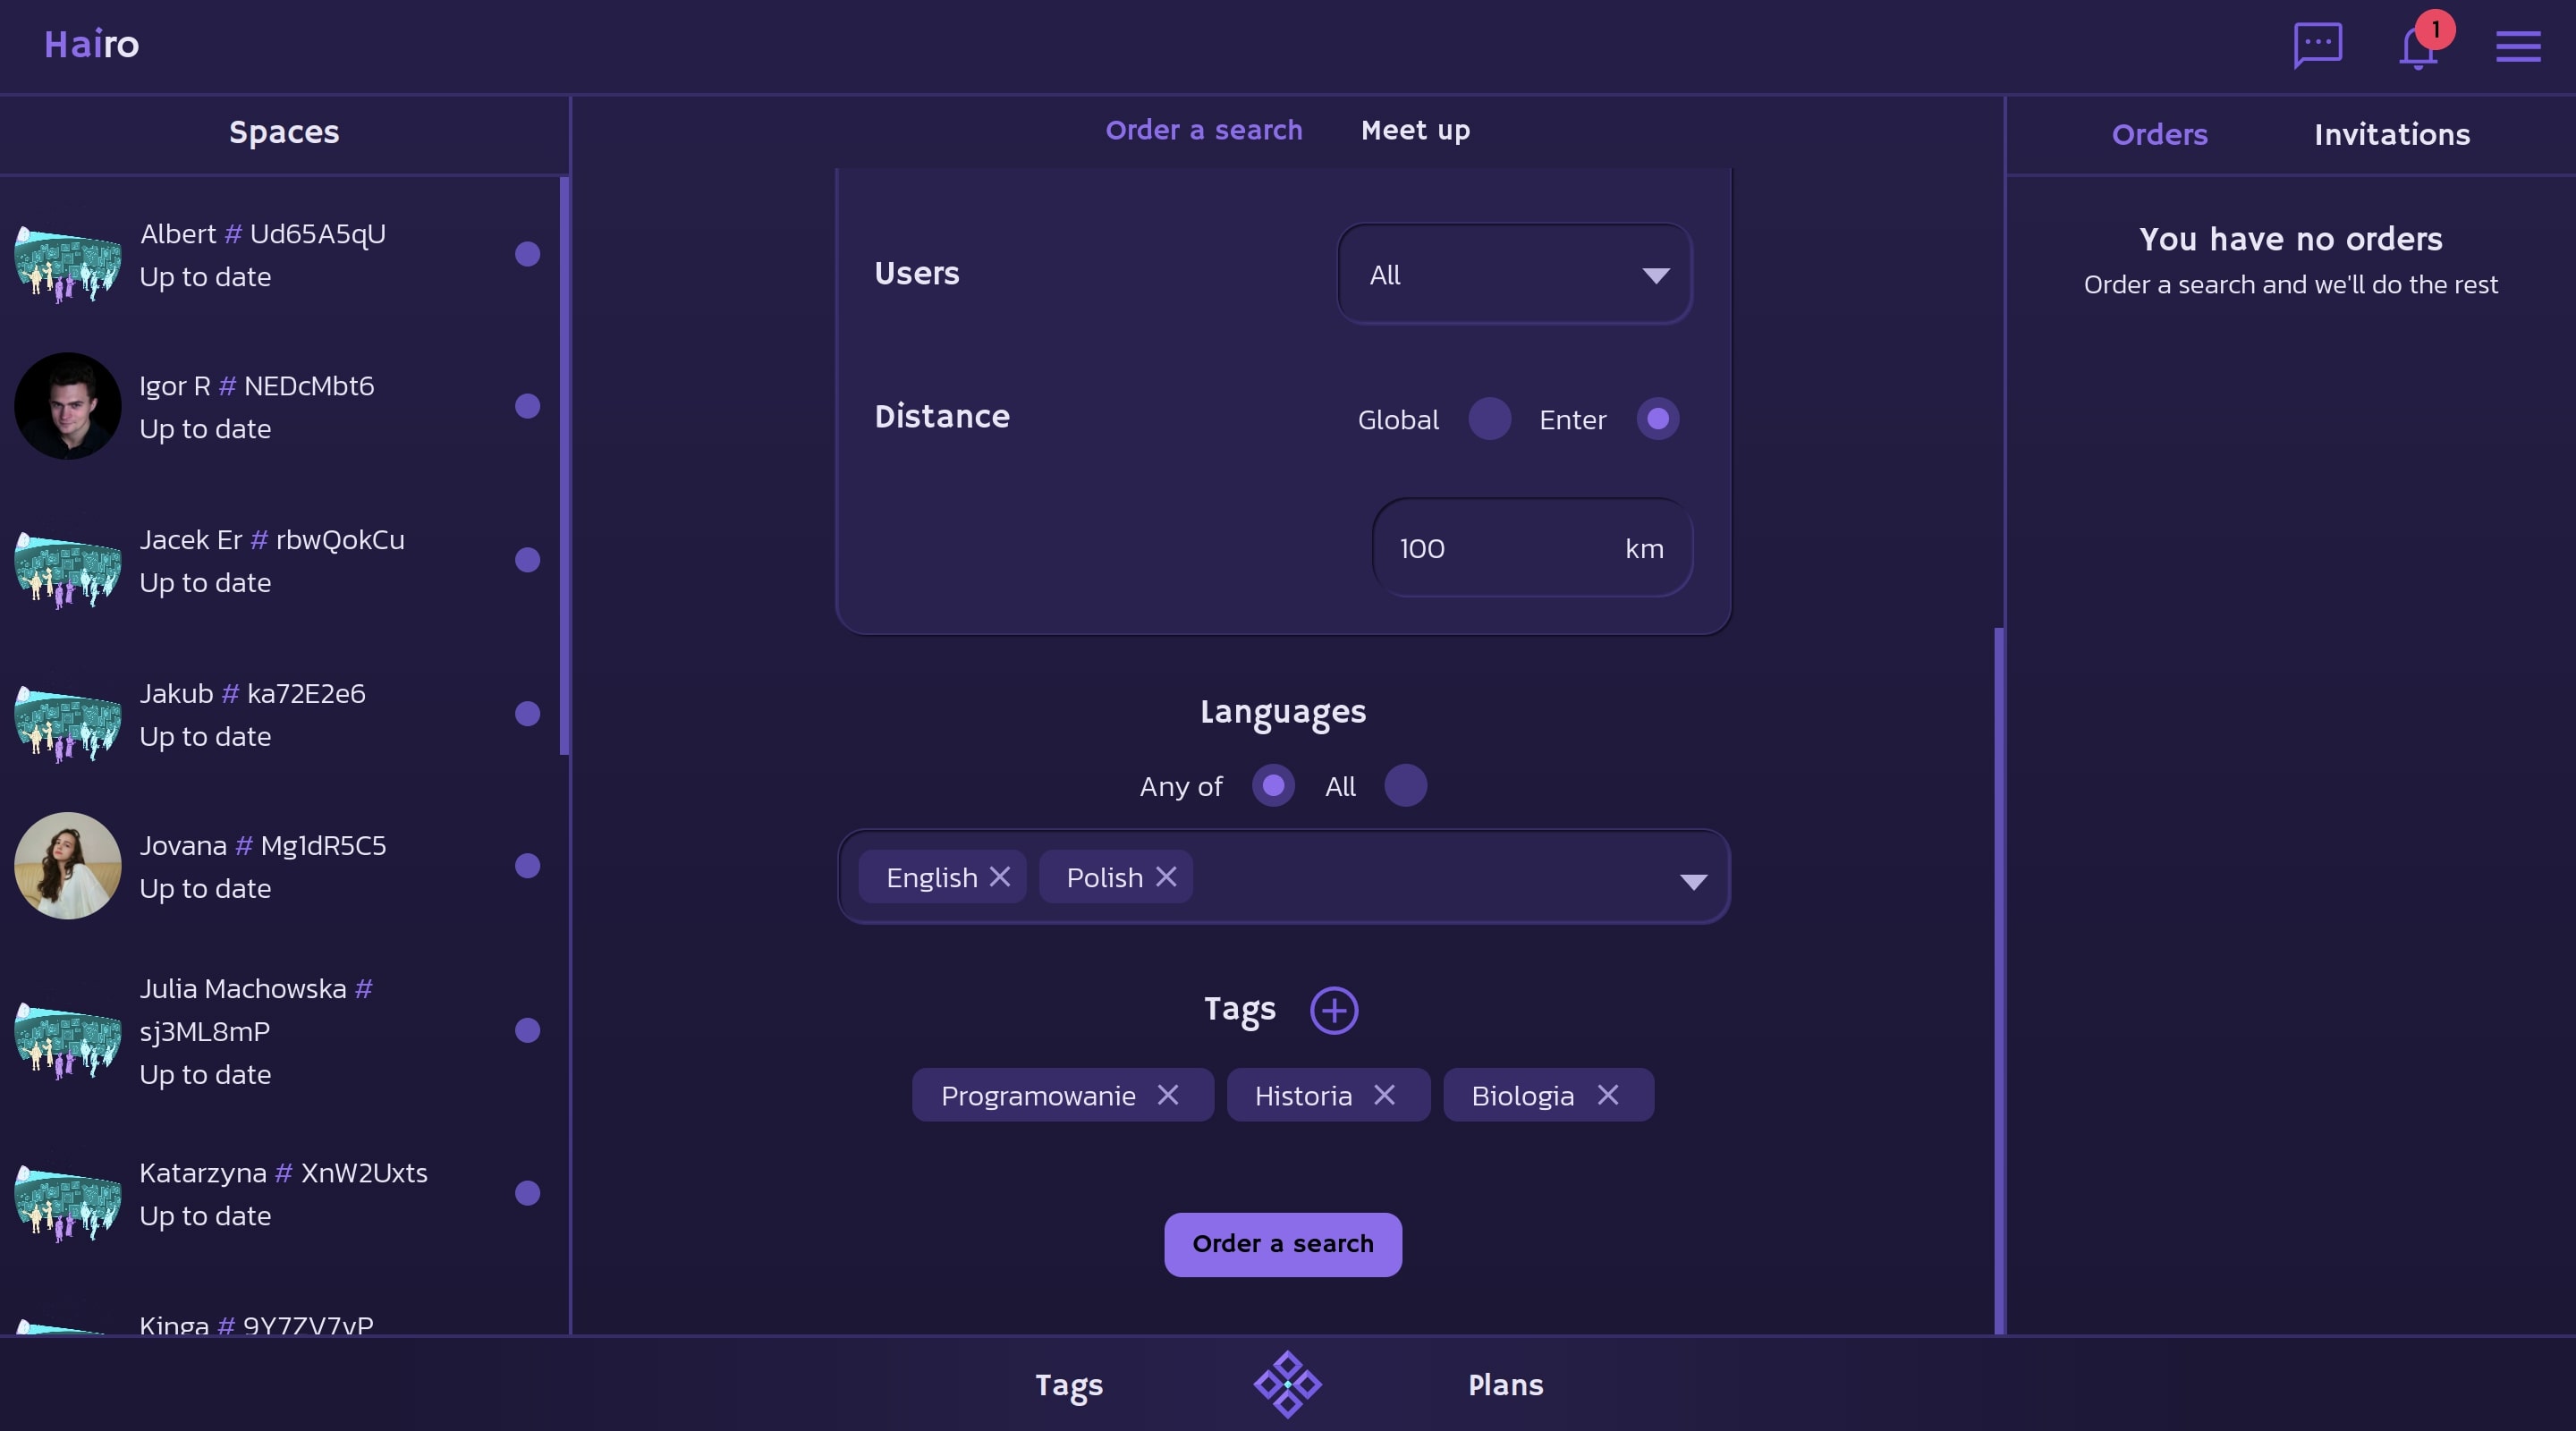 Hairo
1
Spaces
Albert # Ud65A5qU
Up to date
Igor R # NEDcMbt6
Up to date
Jacek Er # rbwQokCu
Up to date
Jakub # ka72E2e6
Up to date
Jovana # Mg1dR5C5
Up to date
Julia Machowska #
sj3ML8mP
Up to date
Katarzyna # XnW2Uxts
Up to date
Kinga # 9Y7ZV7vP
Order a search
Meet up
Users
All
Distance
Global
Enter
100 km
Languages
Any of
All
English
Polish
Tags
Programowanie
Historia
Biologia
Order a search
Orders
Invitations
You have no orders
Order a search and we'll do the rest
Tags
Plans